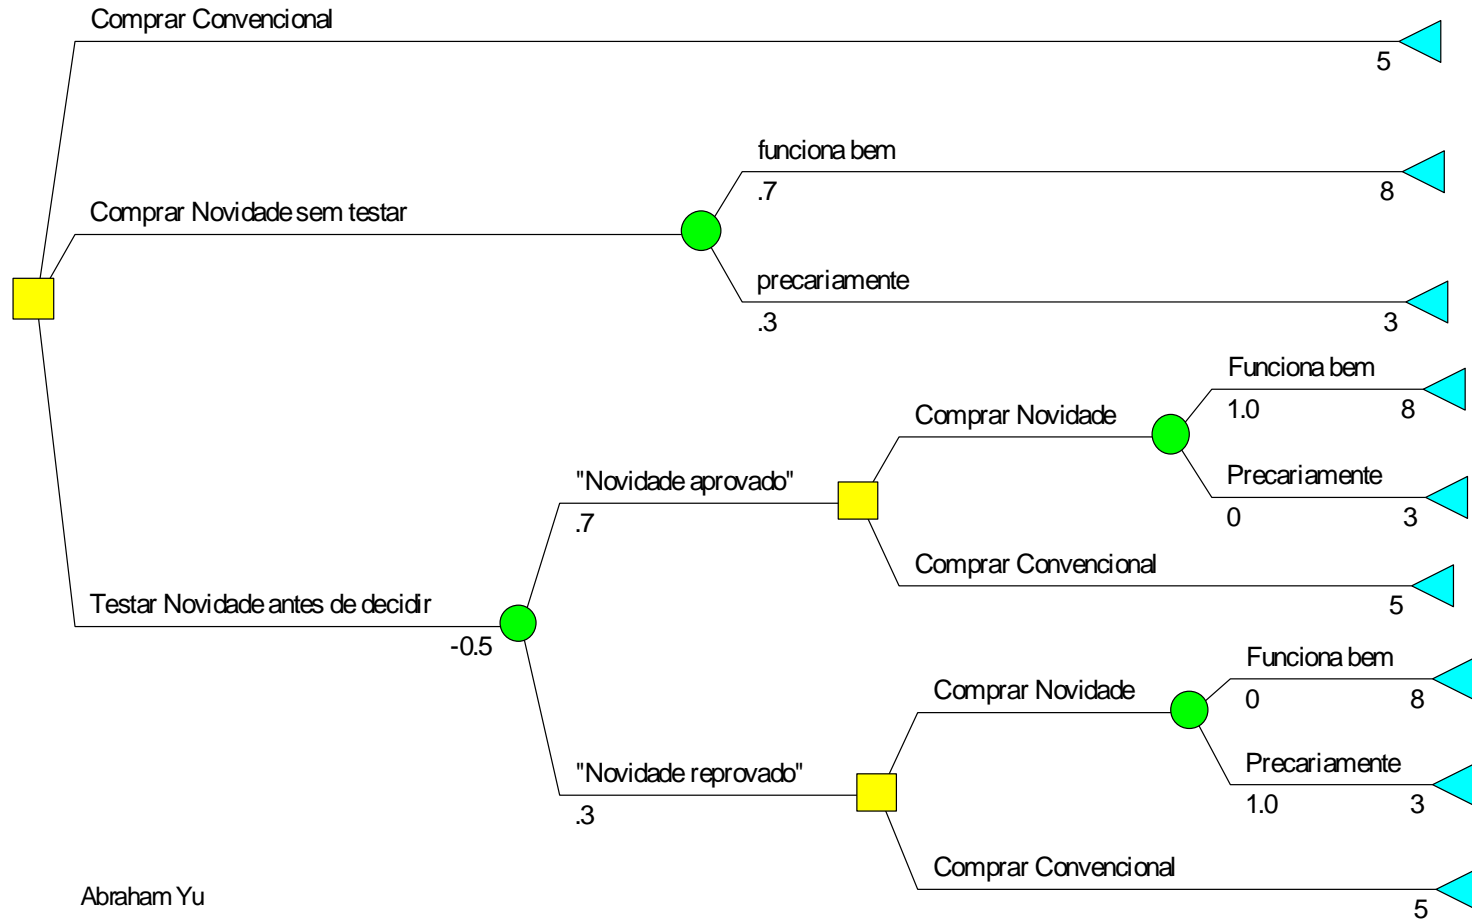 Comprar Convencional
5
funciona bem
.7 8
Comprar Novidade sem testar
precariamente
.3 3
Funciona bem
1.0 8
Comprar Novidade
Precariamente
0 3
"Novidade aprovado"
.7
Comprar Convencional
5
Testar Novidade antes de decidir
-0.5
Funciona bem
0 8
Comprar Novidade
Precariamente
1.0 3
"Novidade reprovado"
.3
Comprar Convencional
5
Abraham Yu